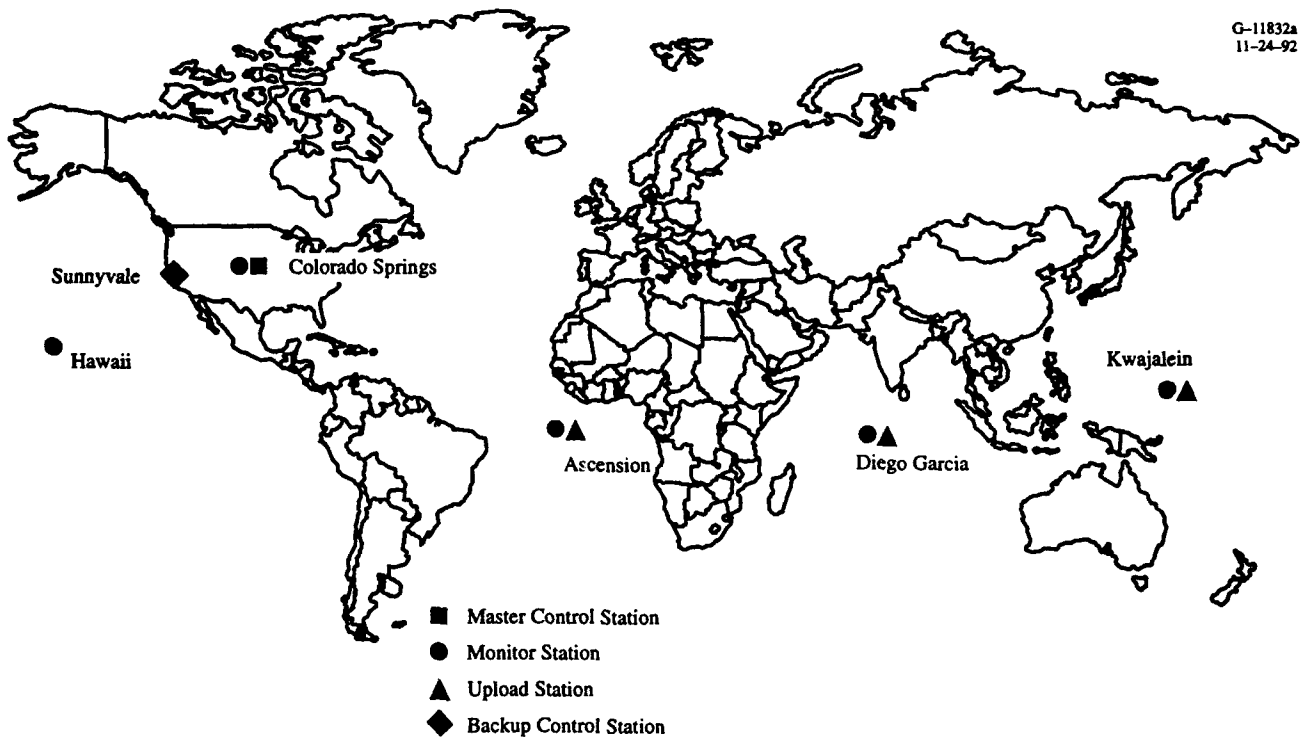 G-11832a
11-24-92
Sunnyvale
Colorado Springs
Hawaii
Kwajalein
Ascension
Diego Garcia
Master Control Station
Monitor Station
Upload Station
Backup Control Station